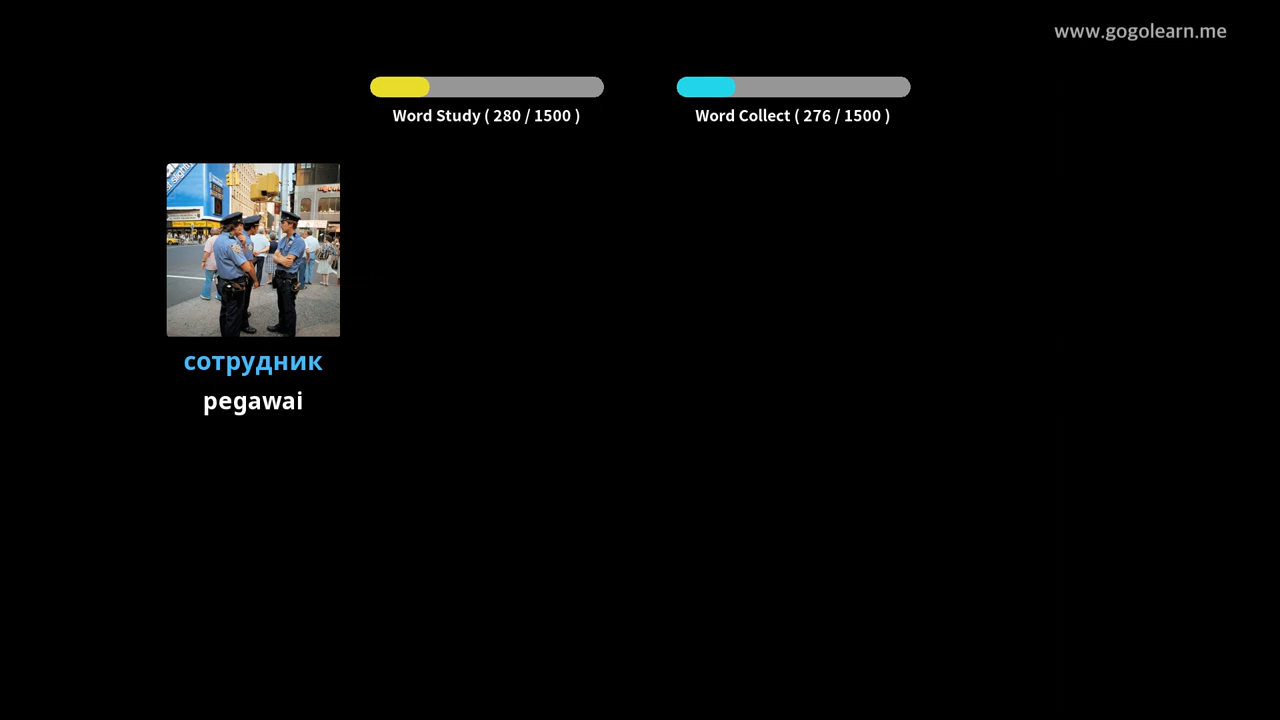 www.gogolearn.me
Word Study ( 280 / 1500 )
Word Collect ( 276 / 1500 )
сотрудник
pegawai